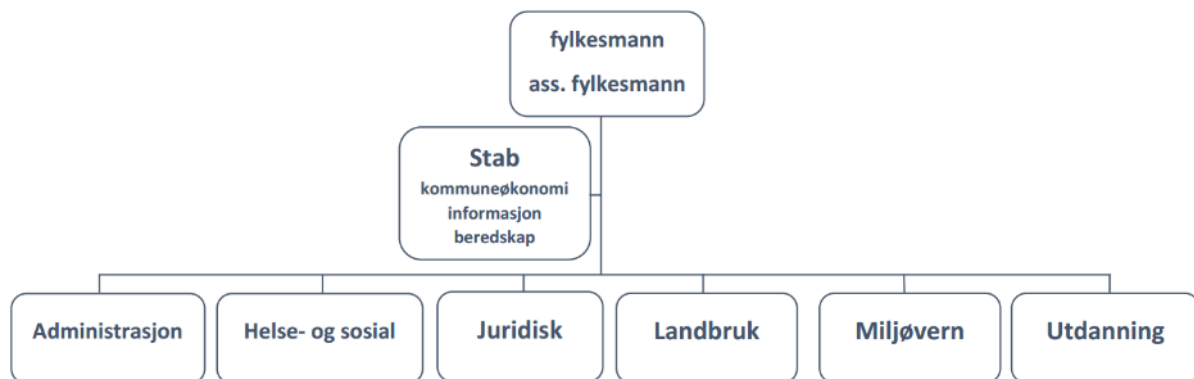 fylkesmann
ass. fylkesmann
Stab
kommuneøkonomi
informasjon
beredskap
Administrasjon
Helse- og sosial
Juridisk
Landbruk
Miljøvern
Utdanning